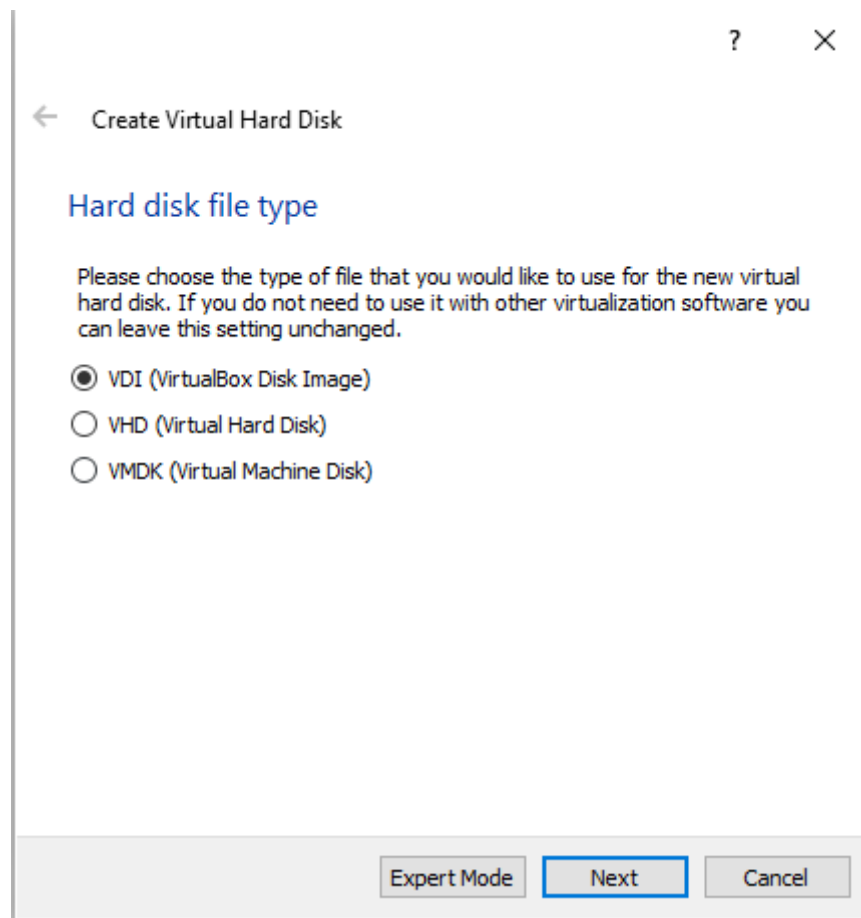 ?
Create Virtual Hard Disk
Hard disk file type
Please choose the type of file that you would like to use for the new virtual
hard disk. If you do not need to use it with other virtualization software you
can leave this setting unchanged.
VDI (VirtualBox Disk Image)
VHD (Virtual Hard Disk)
VMDK (Virtual Machine Disk)
Expert Mode Next Cancel